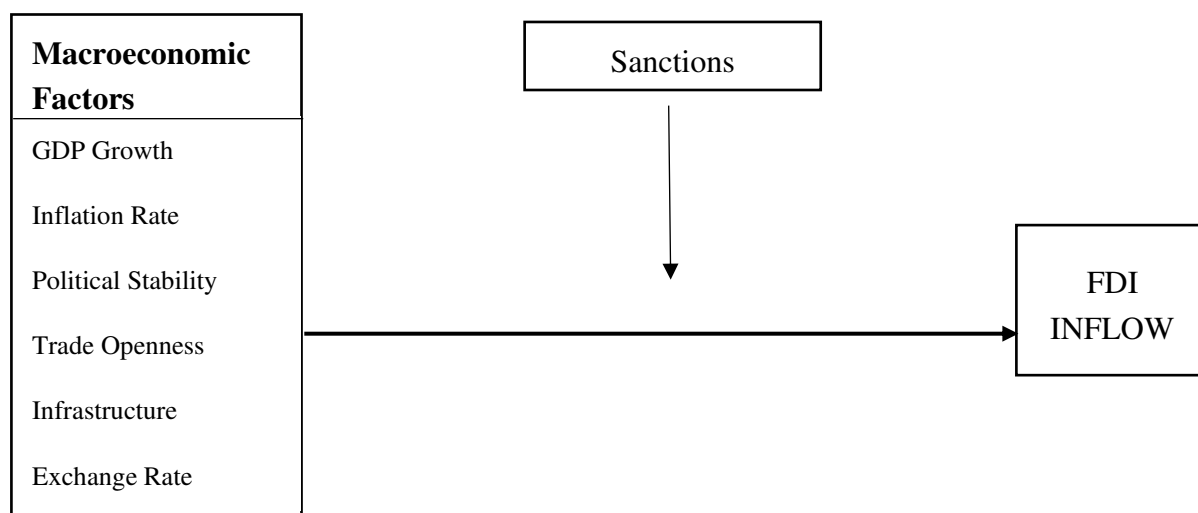 Macroeconomic
Factors
GDP Growth
Inflation Rate
Political Stability
Trade Openness
Infrastructure
Exchange Rate
Sanctions
FDI
INFLOW